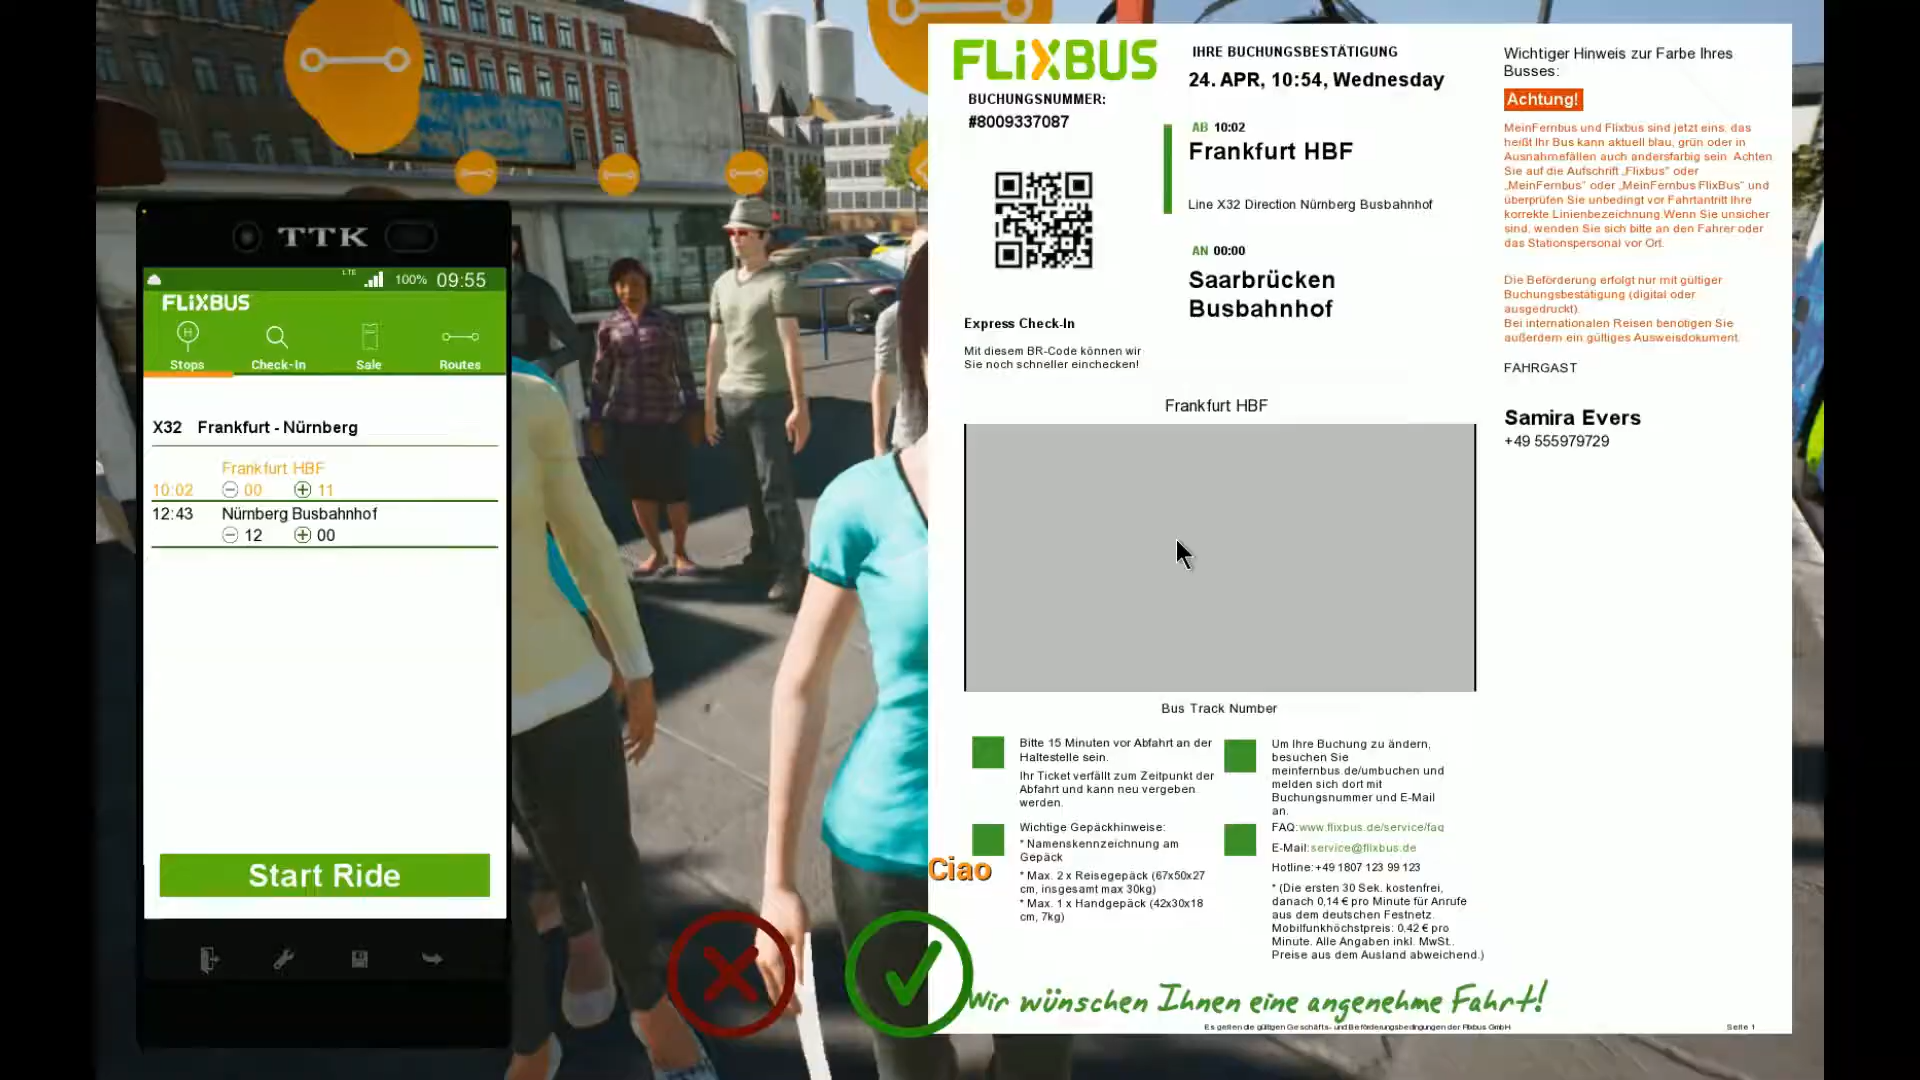 TTK
LTE 100% 09:55
FLiXBUS
Stops Check-In Sale Routes
X32 Frankfurt - Nürnberg
Frankfurt HBF
10:02 00 11
12:43 Nürnberg Busbahnhof
12 00
Start Ride
Ciao
FLiXBUS
BUCHUNGSNUMMER:
#8009337087
Express Check-In
Mit diesem BR-Code können wir
Sie noch schneller einchecken!
IHRE BUCHUNGSBESTÄTIGUNG
24. APR, 10:54, Wednesday
AB 10:02
Frankfurt HBF
Line X32 Direction Nürnberg Busbahnhof
AN 00:00
Saarbrücken
Busbahnhof
Frankfurt HBF
Bus Track Number
Bitte 15 Minuten vor Abfahrt an der
Haltestelle sein.
Ihr Ticket verfällt zum Zeitpunkt der
Abfahrt und kann neu vergeben
werden.
Wichtige Gepäckhinweise:
* Namenskennzeichnung am
Gepäck
* Max. 2 x Reisegepäck (67x50x27
cm, insgesamt max 30kg)
* Max. 1 x Handgepäck (42x30x18
cm, 7kg)
Um Ihre Buchung zu ändern,
besuchen Sie
meinfernbus.de/umbuchen und
melden sich dort mit
Buchungsnummer und E-Mail
an.
FAQ:www.flixbus.de/service/faq
E-Mail:service@flixbus.de
Hotline:+49 1807 123 99 123
* (Die ersten 30 Sek. kostenfrei,
danach 0,14 € pro Minute für Anrufe
aus dem deutschen Festnetz.
Mobilfunkhöchstpreis: 0,42 € pro
Minute. Alle Angaben inkl. MwSt..
Preise aus dem Ausland abweichend.)
Wir wünschen Ihnen eine angenehme Fahrt!
Es gelten die gültigen Geschäfts- und Beförderungsbedingungen der Flixbus GmbH
Seite 1
Wichtiger Hinweis zur Farbe Ihres
Busses:
Achtung!
MeinFernbus und Flixbus sind jetzt eins. das
heißt Ihr Bus kann aktuell blau, grün oder in
Ausnahmefällen auch andersfarbig sein. Achten
Sie auf die Aufschrift „Flixbus" oder
„MeinFernbus" oder „MeinFernbus FlixBus" und
überprüfen Sie unbedingt vor Fahrtantritt Ihre
korrekte Linienbezeichnung.Wenn Sie unsicher
sind, wenden Sie sich bitte an den Fahrer oder
das Stationspersonal vor Ort.
Die Beförderung erfolgt nur mit gültiger
Buchungsbestätigung (digital oder
ausgedruckt).
Bei internationalen Reisen benötigen Sie
außerdem ein gültiges Ausweisdokument.
FAHRGAST
Samira Evers
+49 555979729